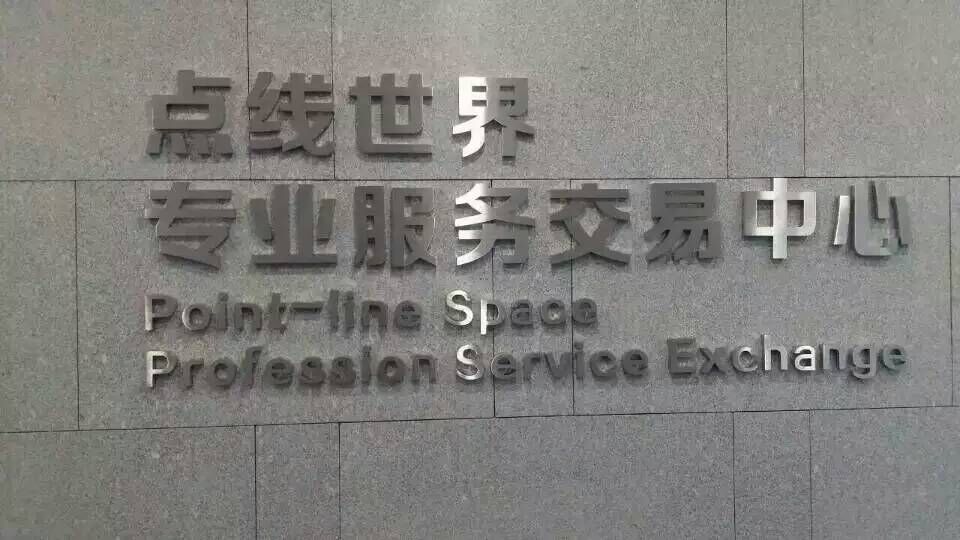 点线世界
专业服务交易中心
Point-line Space
Profession Service Exchange